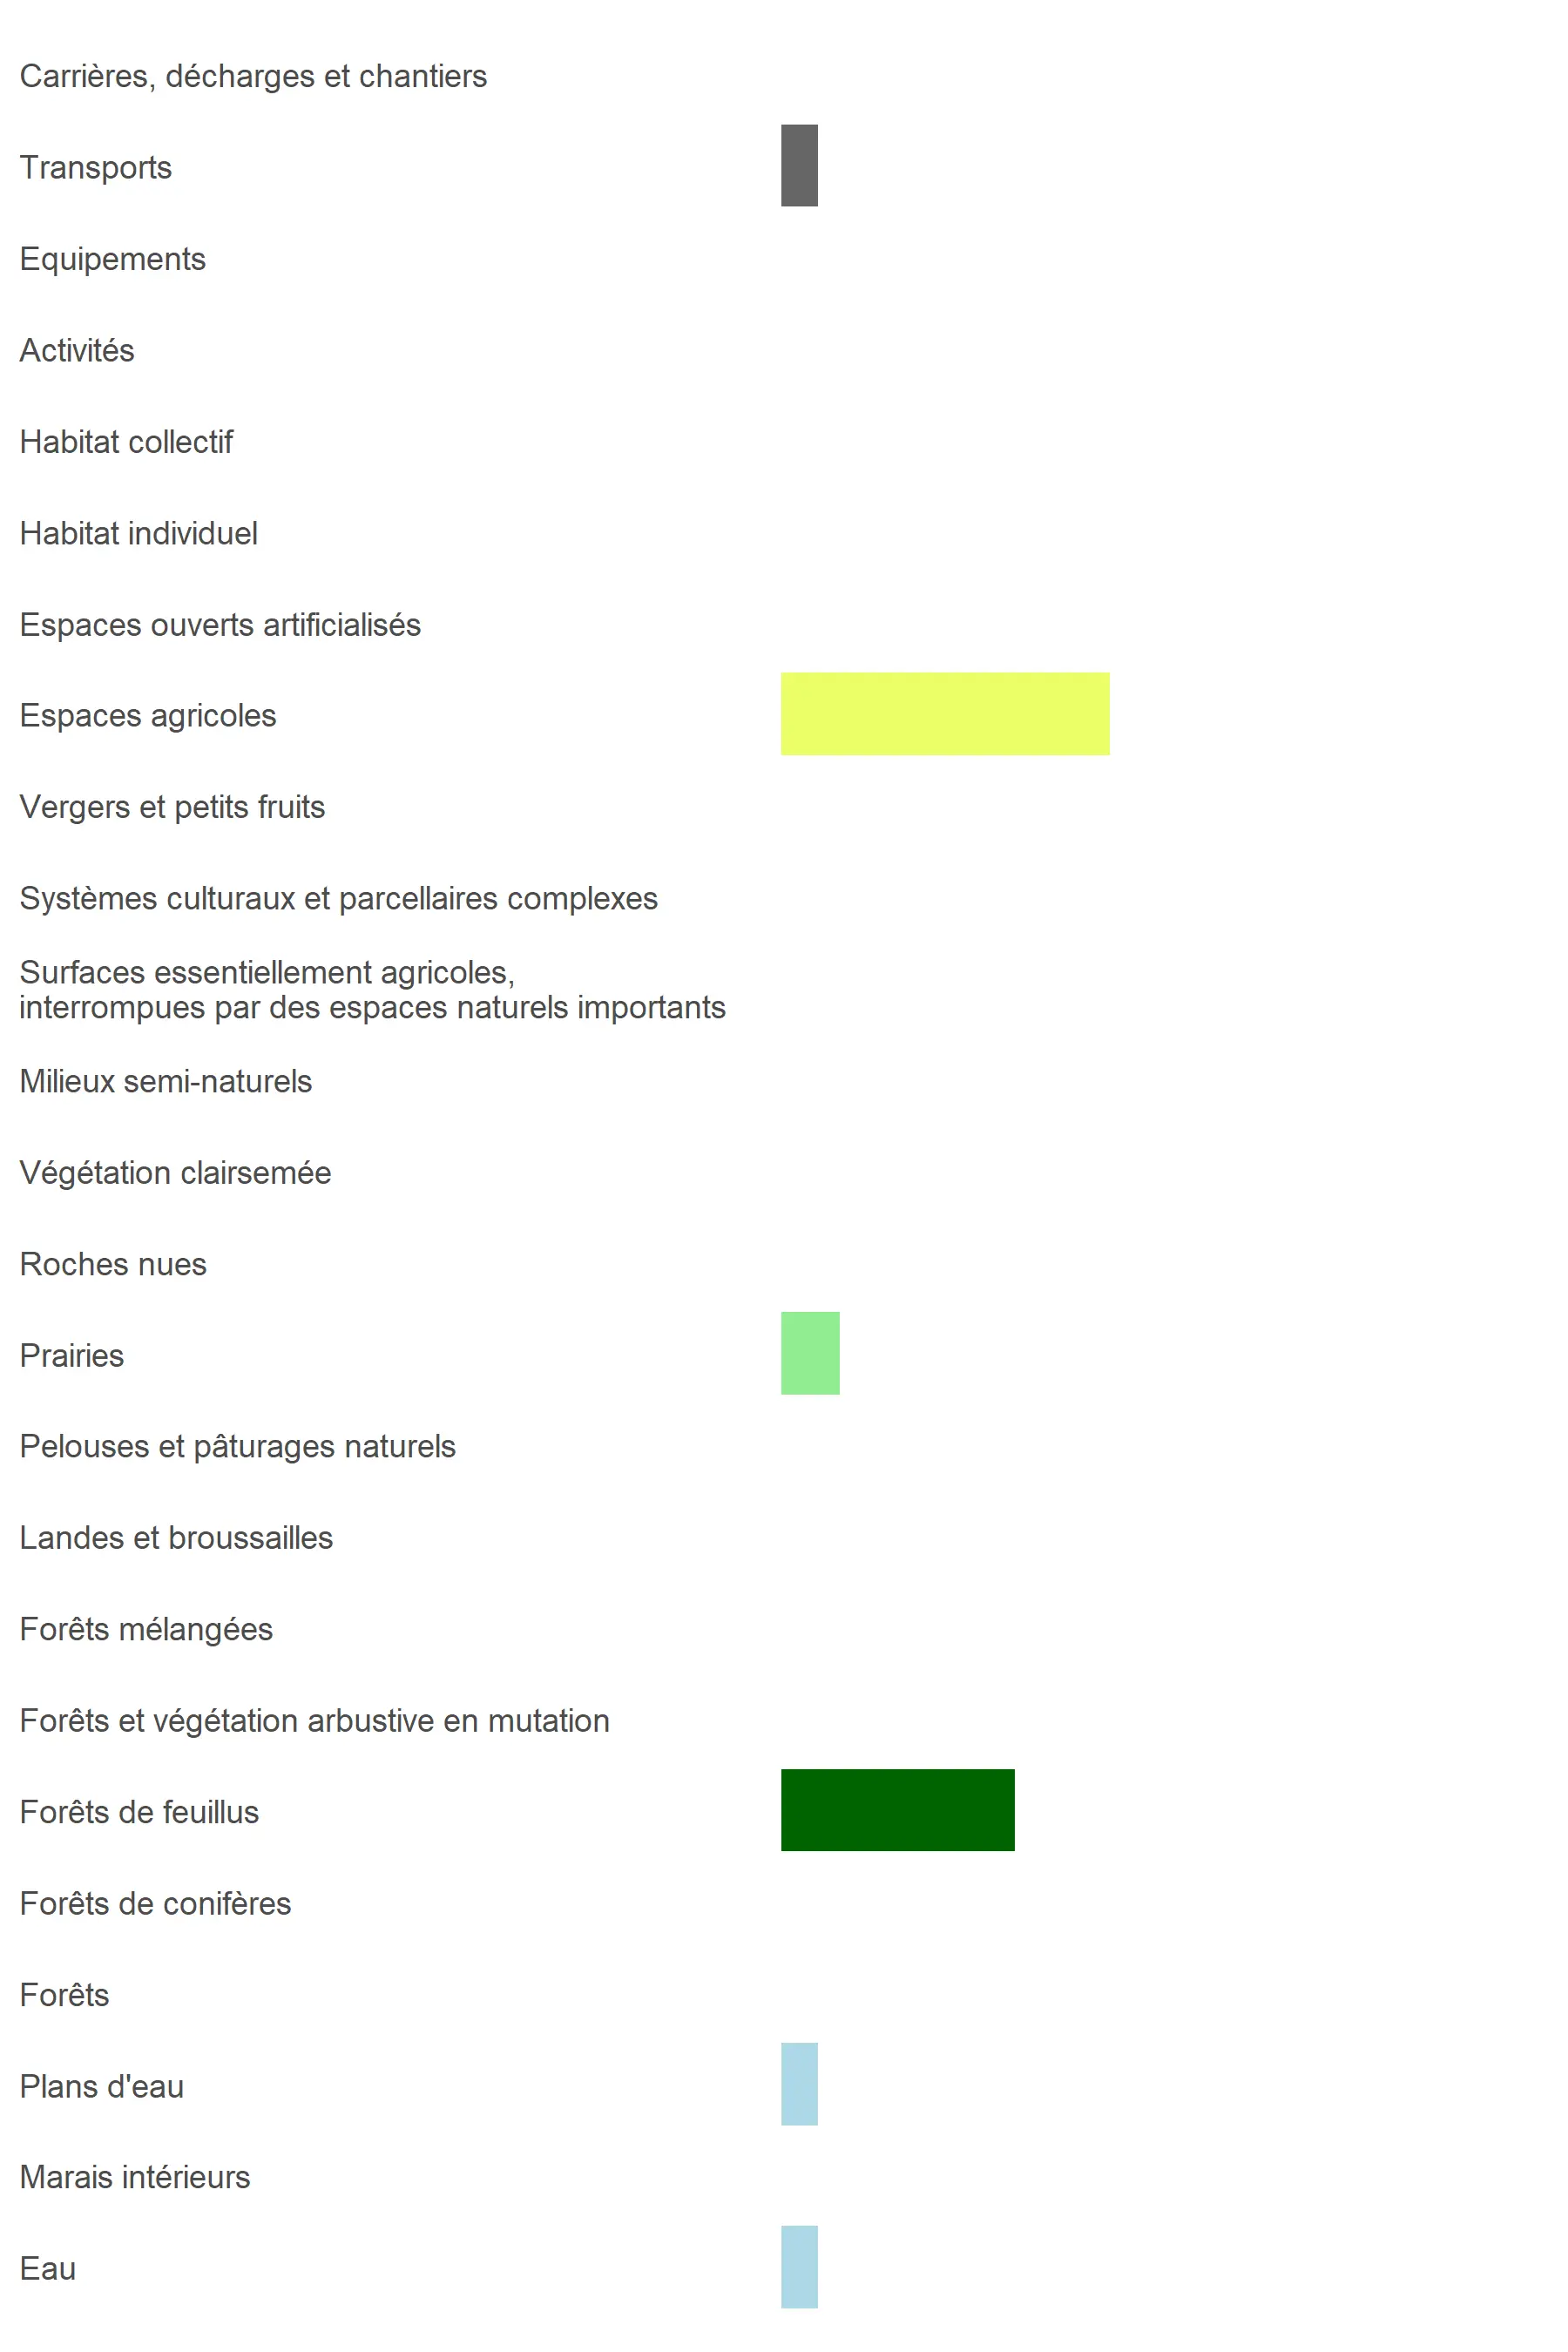 Carrières, décharges et chantiers
Transports
Equipements
Activités
Habitat collectif
Habitat individuel
Espaces ouverts artificialisés
Espaces agricoles
Vergers et petits fruits
Systèmes culturaux et parcellaires complexes
Surfaces essentiellement agricoles,
interrompues par des espaces naturels importants
Milieux semi-naturels
Végétation clairsemée
Roches nues
Prairies
Pelouses et pâturages naturels
Landes et broussailles
Forêts mélangées
Forêts et végétation arbustive en mutation
Forêts de feuillus
Forêts de conifères
Forêts
Plans d'eau
Marais intérieurs
Eau